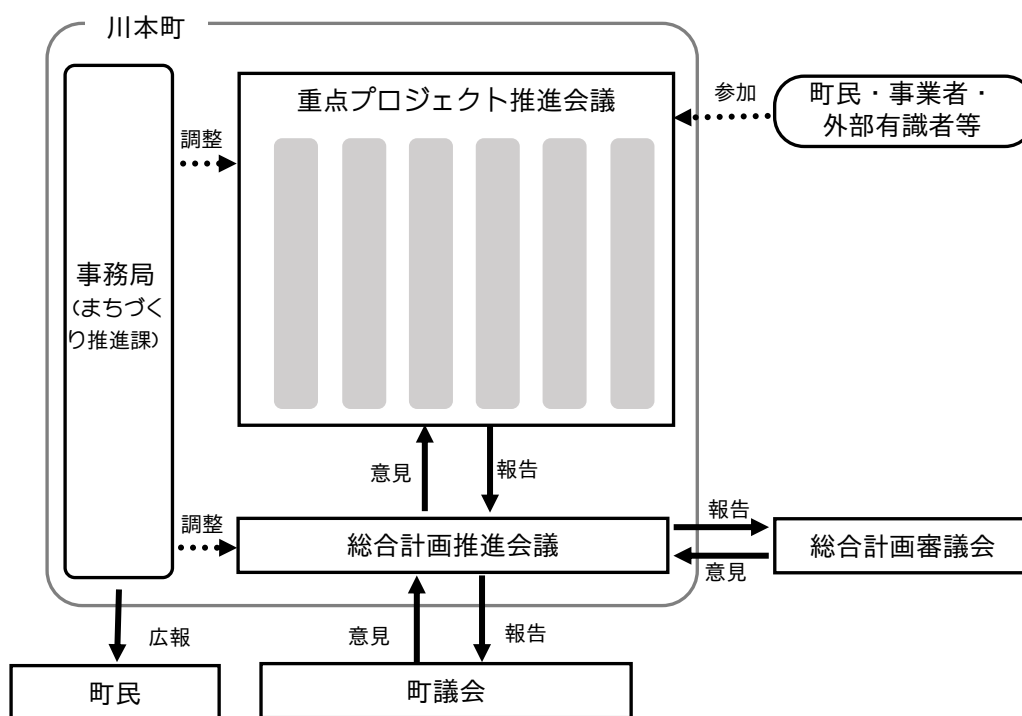 川本町
重点プロジェクト推進会議
参加
町民・事業者・
外部有識者等
調整
事務局
（まちづく
り推進課）
意見
報告
調整
総合計画推進会議
報告
意見
総合計画審議会
広報
意見
報告
町民
町議会